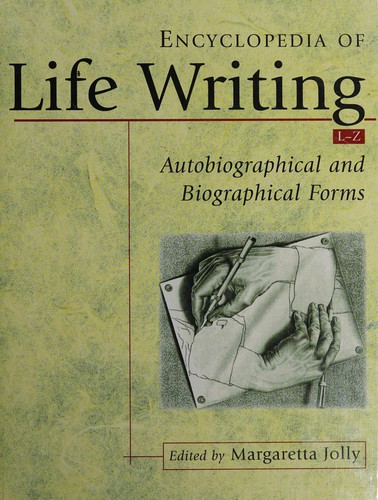 ENCYCLOPEDIA OF
Life Writing
L–Z
Autobiographical and
Biographical Forms
Edited by Margaretta Jolly